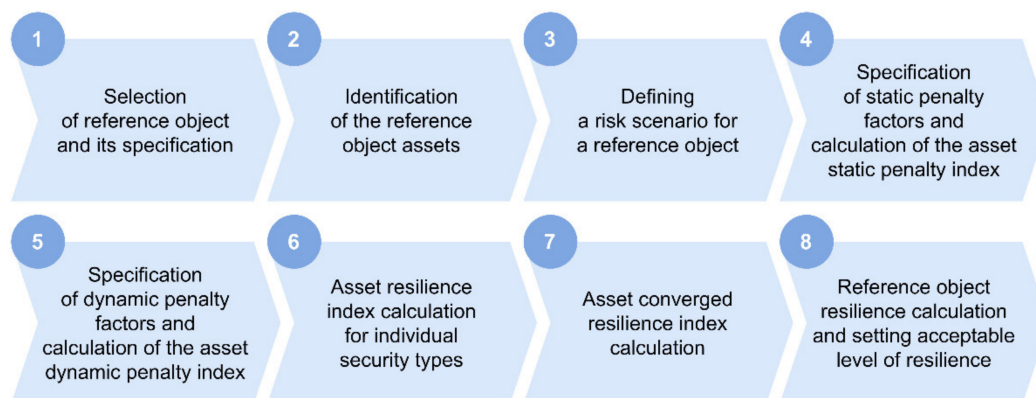 1
Selection
of reference object
and its specification
2
Identification
of the reference
object assets
3
Defining
a risk scenario for
a reference object
4
Specification
of static penalty
factors and
calculation of the asset
static penalty index
5
Specification
of dynamic penalty
factors and
calculation of the asset
dynamic penalty index
6
Asset resilience
index calculation
for individual
security types
7
Asset converged
resilience index
calculation
8
Reference object
resilience calculation
and setting acceptable
level of resilience